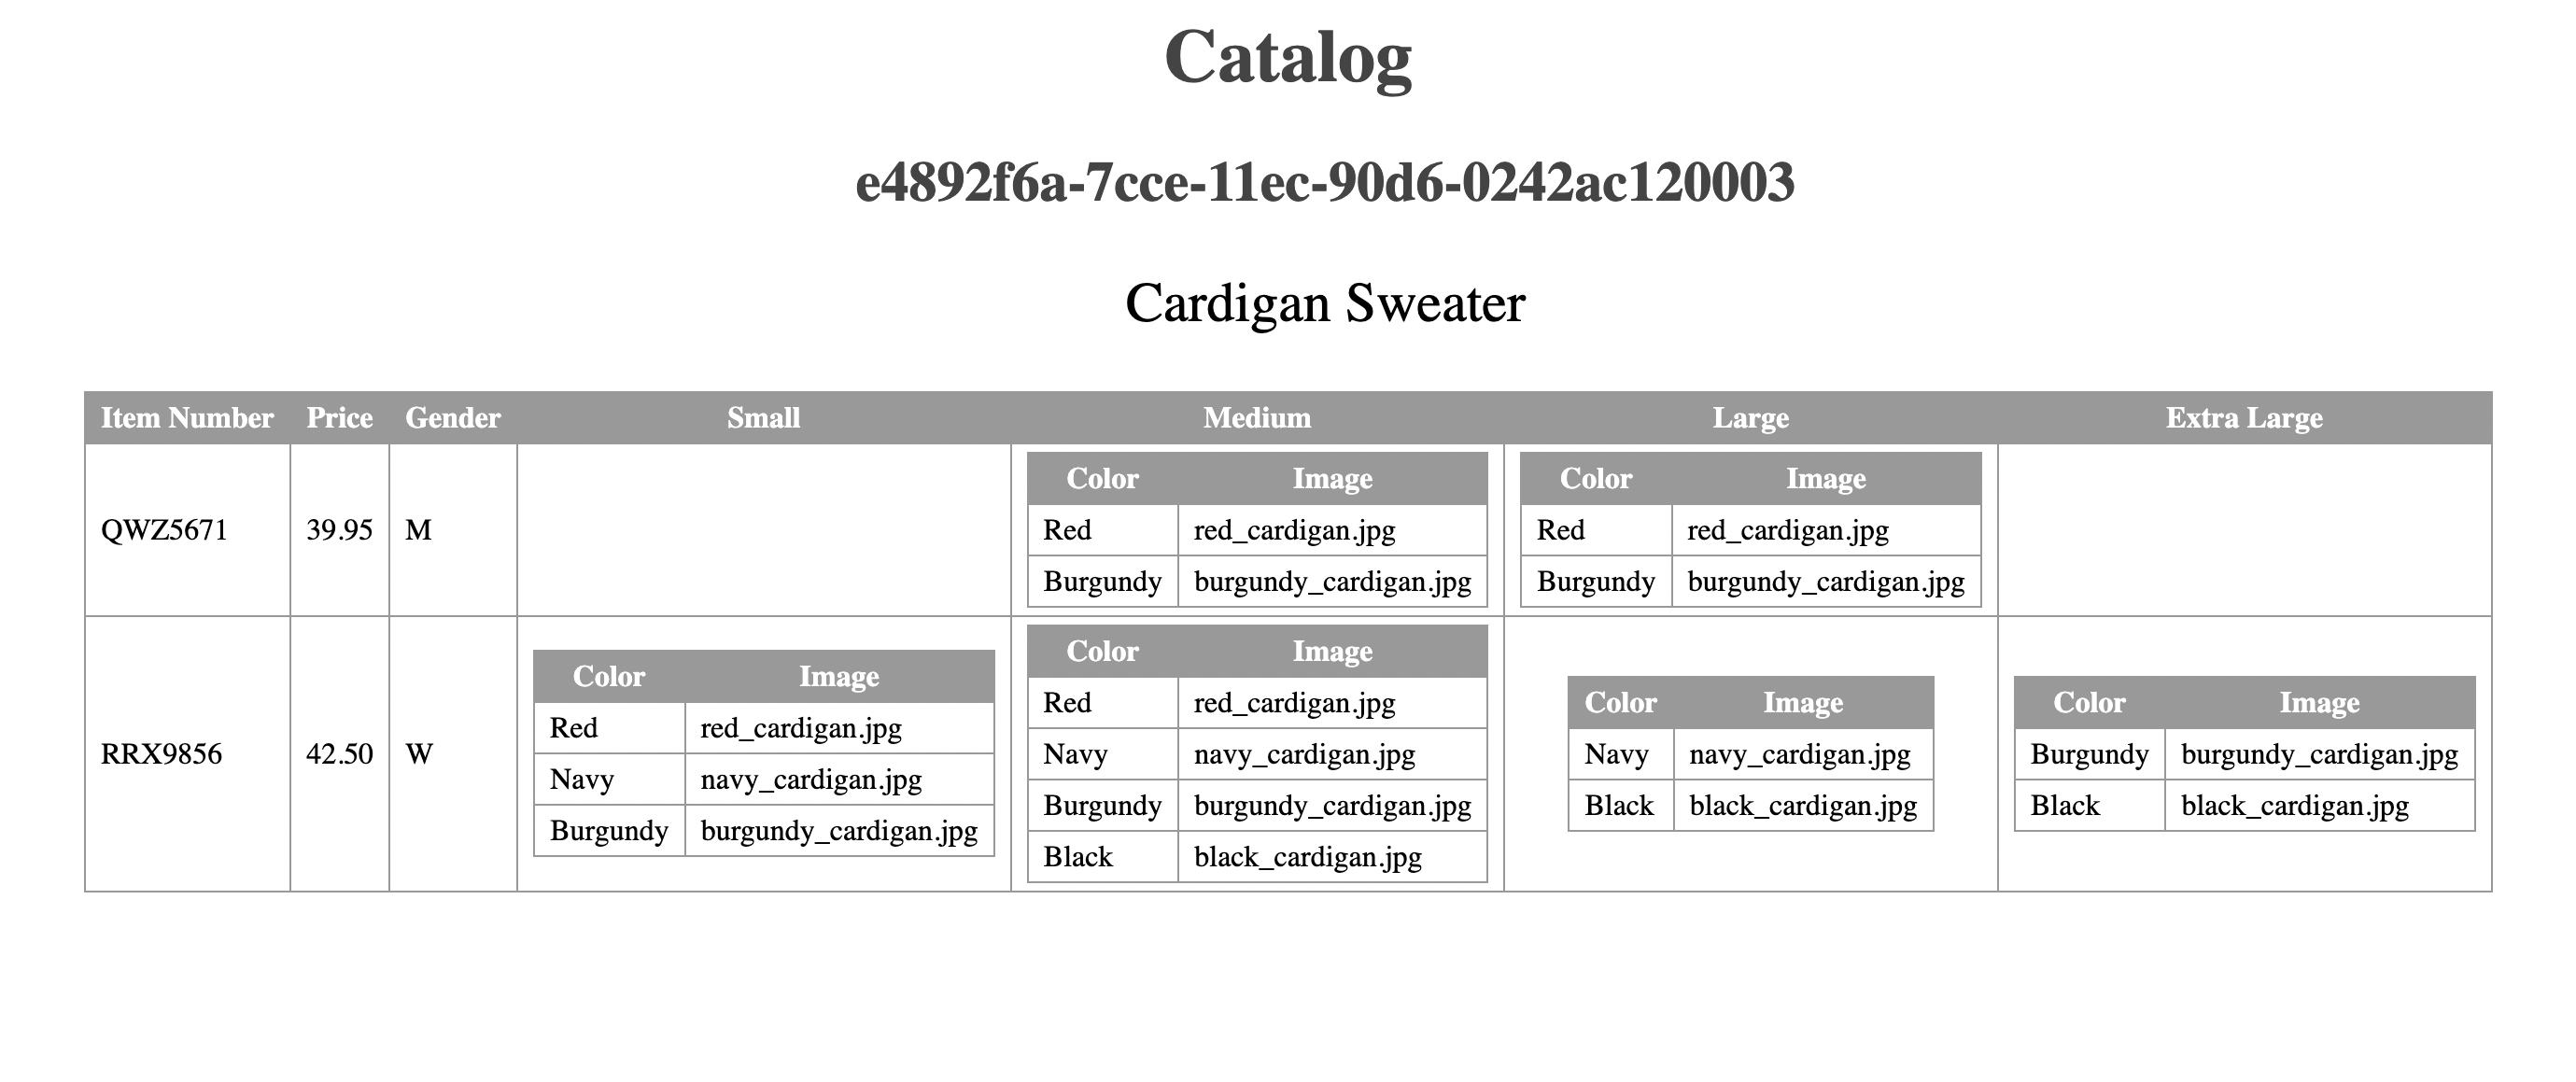 Catalog
e4892f6a-7cce-11ec-90d6-0242ac120003
Cardigan Sweater
Item Number Price Gender Small Medium Large Extra Large
QWZ5671 39.95 M
Color Image
Red red_cardigan.jpg
Burgundy burgundy_cardigan.jpg
Color Image
Red red_cardigan.jpg
Burgundy burgundy_cardigan.jpg
RRX9856 42.50 W
Color Image
Red red_cardigan.jpg
Navy navy_cardigan.jpg
Burgundy burgundy_cardigan.jpg
Color Image
Red red_cardigan.jpg
Navy navy_cardigan.jpg
Burgundy burgundy_cardigan.jpg
Black black_cardigan.jpg
Color Image
Navy navy_cardigan.jpg
Black black_cardigan.jpg
Color Image
Burgundy burgundy_cardigan.jpg
Black black_cardigan.jpg